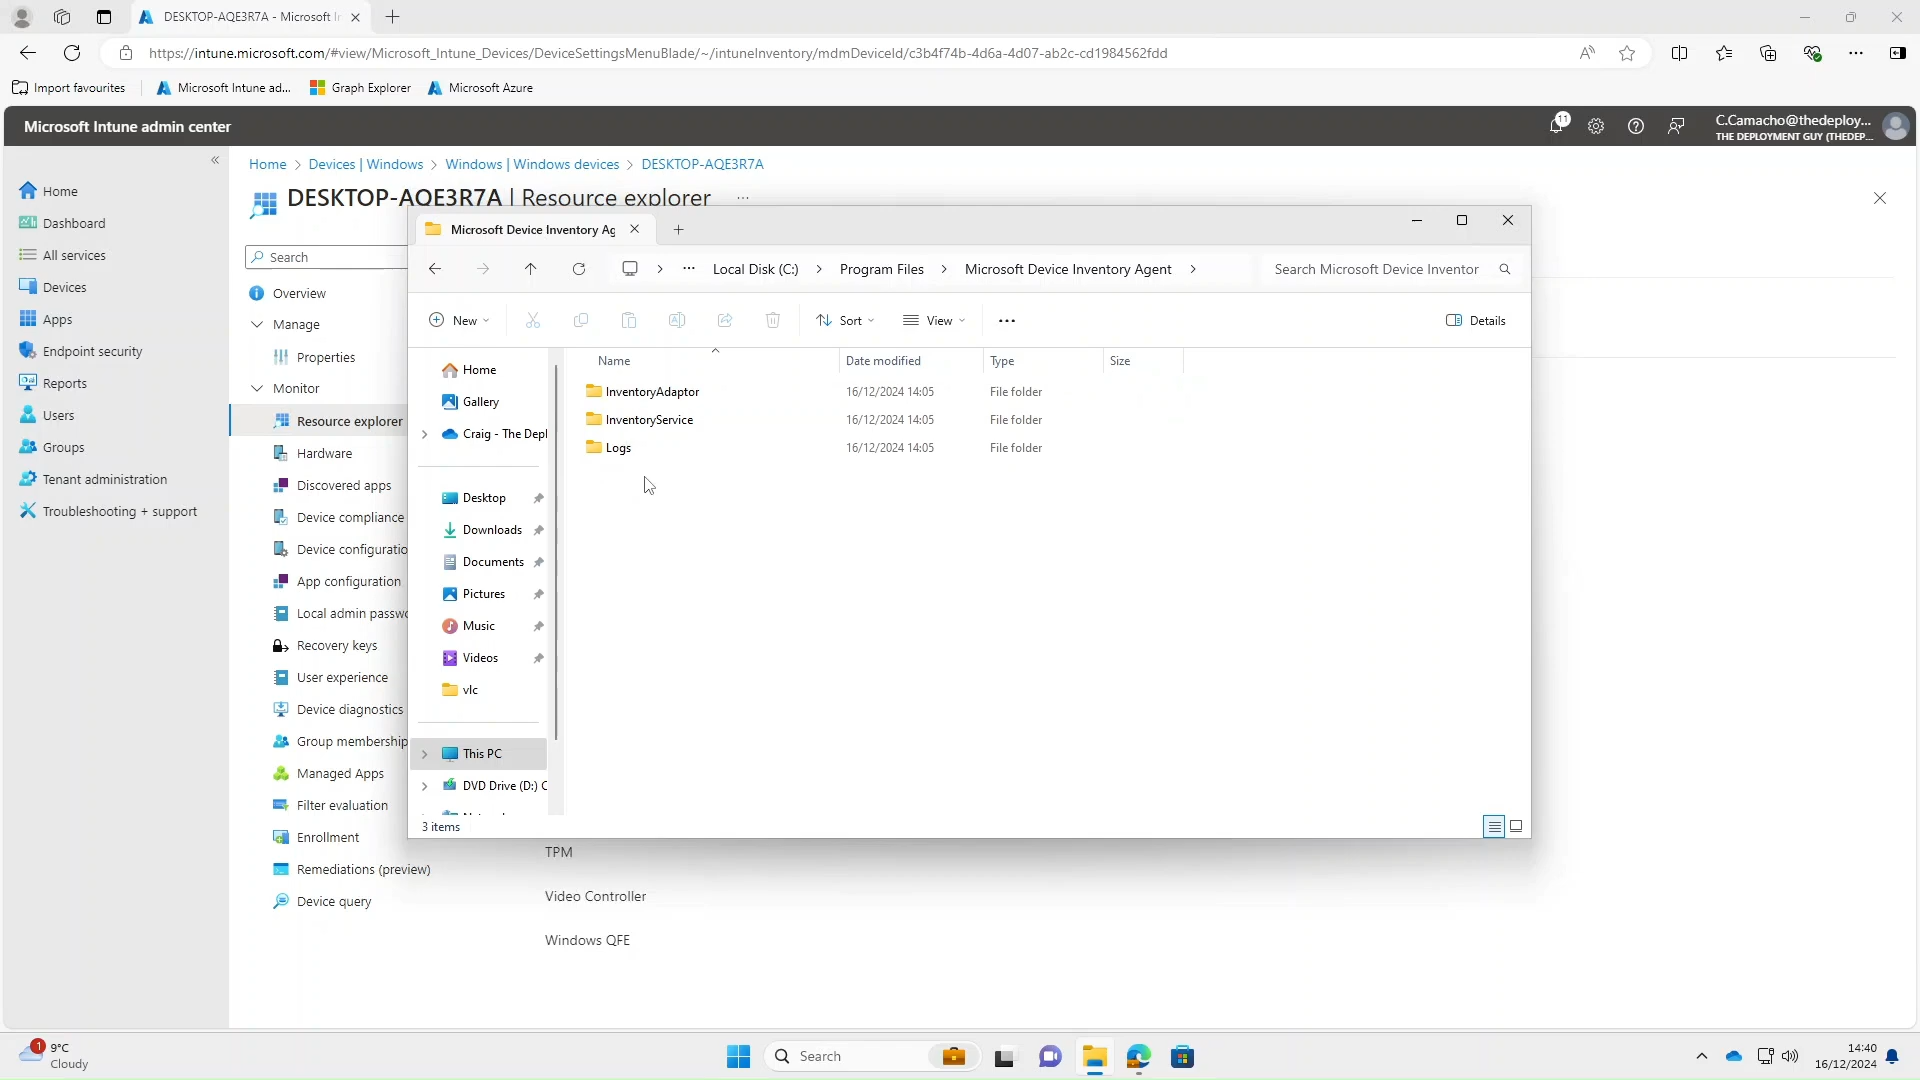 DESKTOP-AQE3R7A - Microsoft Ir
https://intune.microsoft.com/#view/Microsoft_Intune_Devices/DeviceSettingsMenuBlade/~/intuneInventory/mdmDeviceId/c3b4f74b-4d6a-4d07-ab2c-cd1984562fdd
Import favourites
Microsoft Intune ad...
Graph Explorer
Microsoft Azure
Microsoft Intune admin center
11
C.Camacho@thedeploy...
THE DEPLOYMENT GUY (THEDEP...
Home > Devices | Windows > Windows | Windows devices > DESKTOP-AQE3R7A
DESKTOP-AQE3R7A | Resource explorer ...
Home
Dashboard
All services
Devices
Apps
Endpoint security
Reports
Users
Groups
Tenant administration
Troubleshooting + support
Search
Overview
Manage
Properties
Monitor
Resource explorer
Hardware
Discovered apps
Device compliance
Device configuratio
App configuration
Local admin passwo
Recovery keys
User experience
Device diagnostics
Group membership
Managed Apps
Filter evaluation
Enrollment
Remediations (preview)
Device query
Microsoft Device Inventory Ag
Local Disk (C:) > Program Files > Microsoft Device Inventory Agent >
Search Microsoft Device Inventor
New
Sort
View
Details
Home
Gallery
Craig - The Depl
Desktop
Downloads
Documents
Pictures
Music
Videos
vlc
This PC
DVD Drive (D:) C
Name Date modified Type Size
InventoryAdaptor 16/12/2024 14:05 File folder
InventoryService 16/12/2024 14:05 File folder
Logs 16/12/2024 14:05 File folder
3 items
TPM
Video Controller
Windows QFE
1
9°C
Cloudy
Search
14:40
16/12/2024